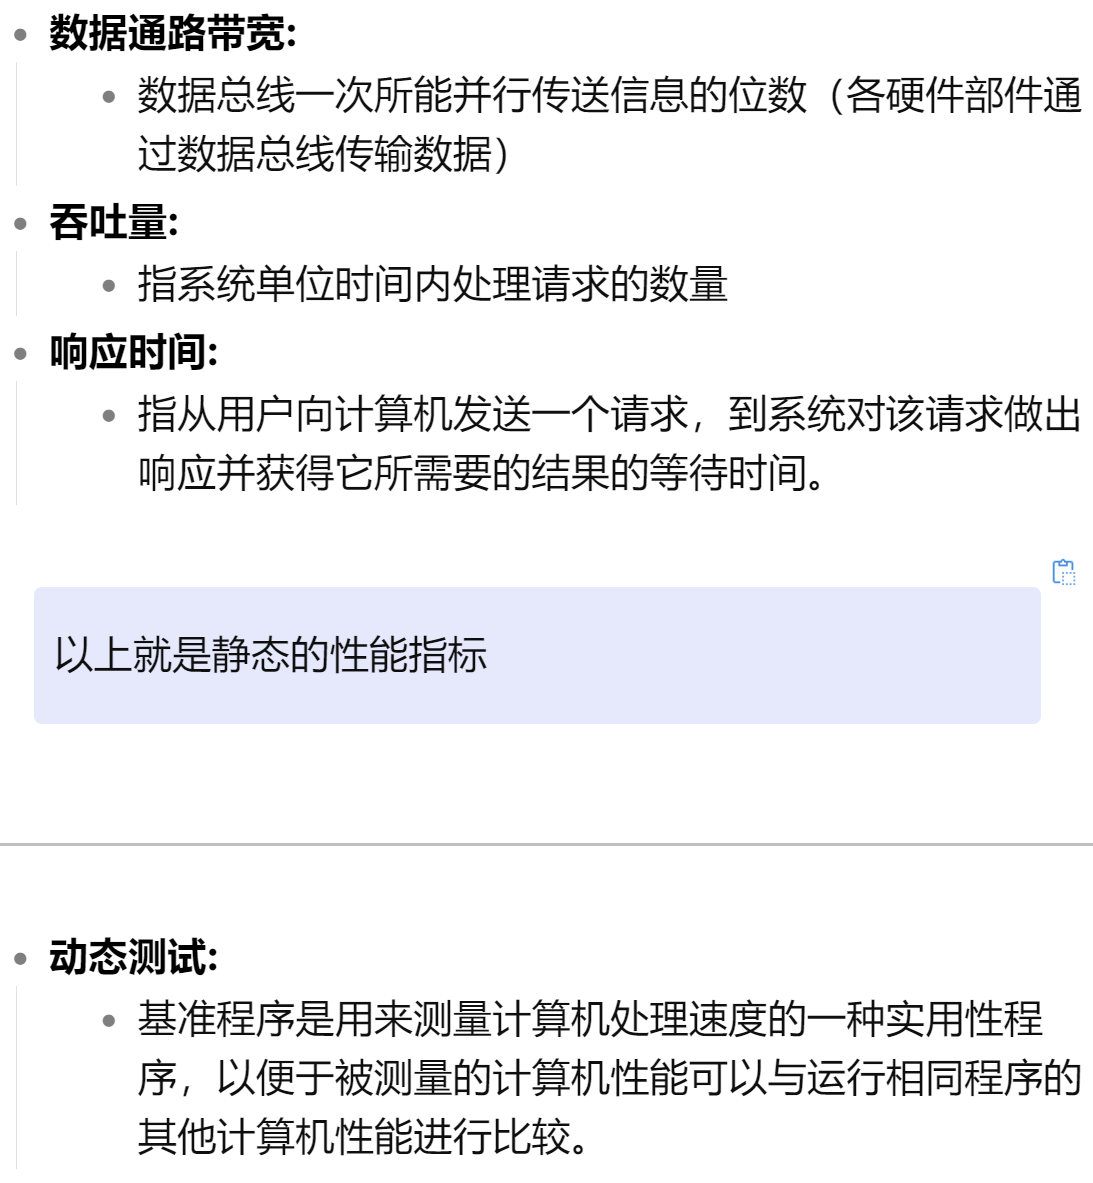 数据通路带宽:
数据总线一次所能并行传送信息的位数（各硬件部件通
过数据总线传输数据）
吞吐量:
指系统单位时间内处理请求的数量
响应时间:
指从用户向计算机发送一个请求，到系统对该请求做出
响应并获得它所需要的结果的等待时间。
以上就是静态的性能指标
动态测试:
基准程序是用来测量计算机处理速度的一种实用性程
序，以便于被测量的计算机性能可以与运行相同程序的
其他计算机性能进行比较。